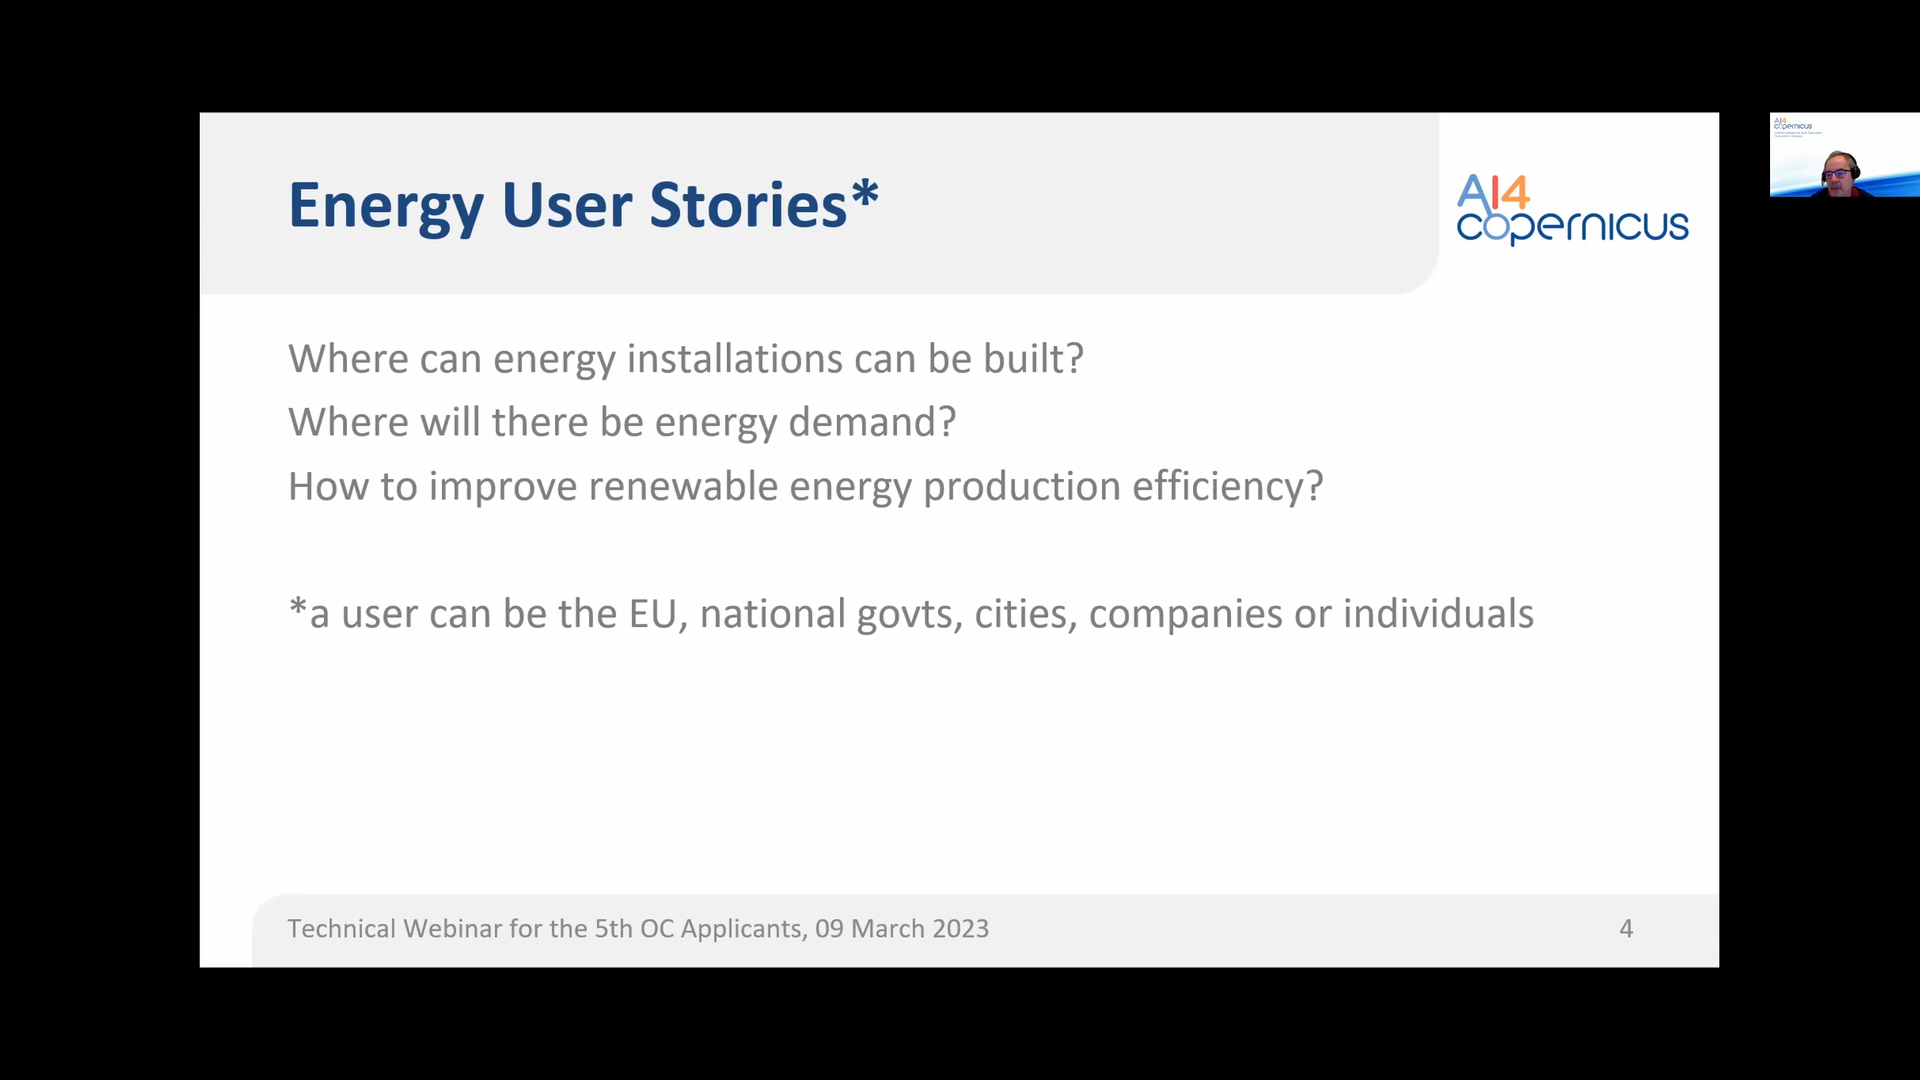 Energy User Stories*
AI4
copernicus
Where can energy installations can be built?
Where will there be energy demand?
How to improve renewable energy production efficiency?
*a user can be the EU, national govts, cities, companies or individuals
Technical Webinar for the 5th OC Applicants, 09 March 2023
4
AI4
copernicus